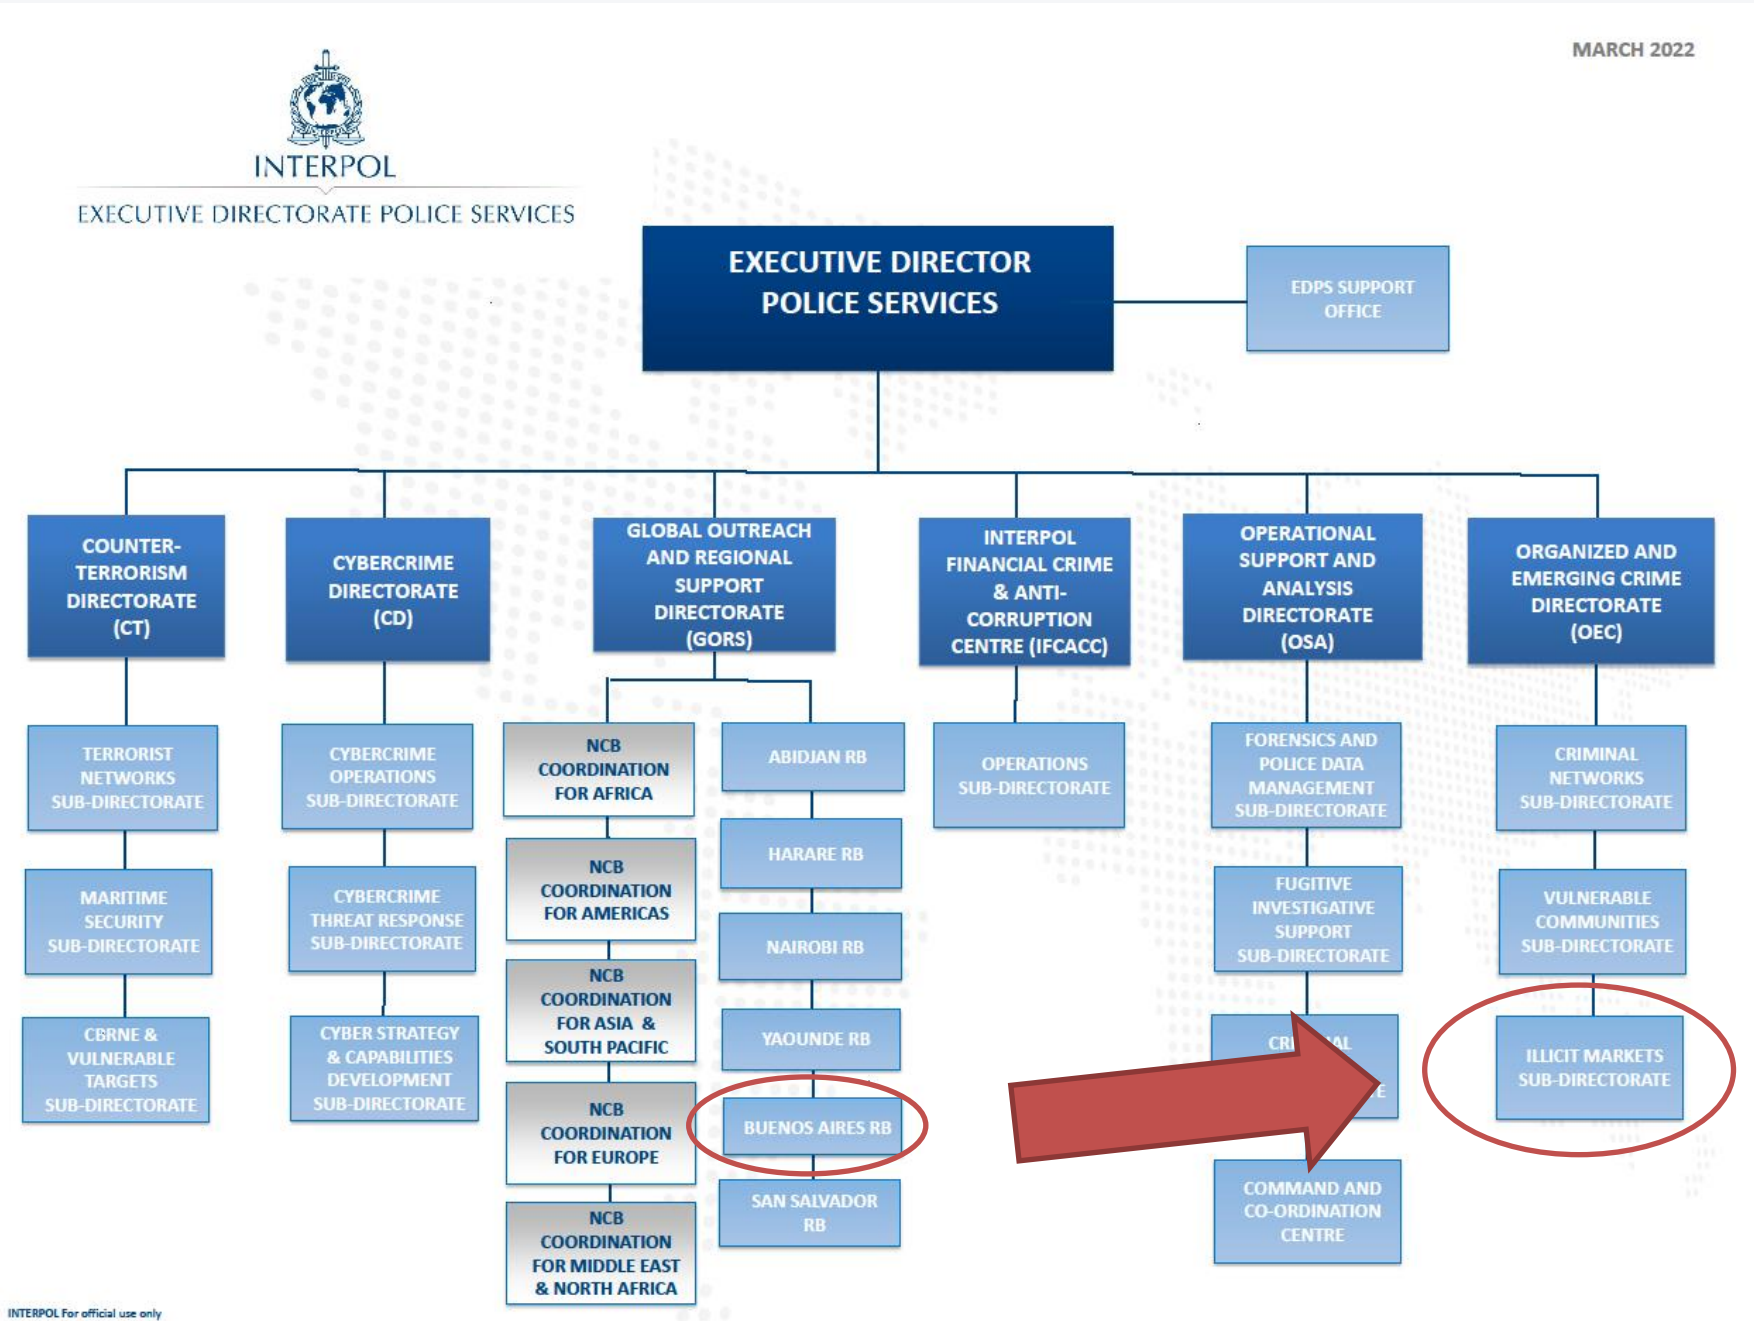 MARCH 2022
INTERPOL
EXECUTIVE DIRECTORATE POLICE SERVICES
EXECUTIVE DIRECTOR
POLICE SERVICES
EDPS SUPPORT
OFFICE
COUNTER-
TERRORISM
DIRECTORATE
(CT)
CYBERCRIME
DIRECTORATE
(CD)
GLOBAL OUTREACH
AND REGIONAL
SUPPORT
DIRECTORATE
(GORS)
INTERPOL
FINANCIAL CRIME
& ANTI-
CORRUPTION
CENTRE (IFCACC)
OPERATIONAL
SUPPORT AND
ANALYSIS
DIRECTORATE
(OSA)
ORGANIZED AND
EMERGING CRIME
DIRECTORATE
(OEC)
TERRORIST
NETWORKS
SUB-DIRECTORATE
MARITIME
SECURITY
SUB-DIRECTORATE
CBRNE &
VULNERABLE
TARGETS
SUB-DIRECTORATE
CYBERCRIME
OPERATIONS
SUB-DIRECTORATE
CYBERCRIME
THREAT RESPONSE
SUB-DIRECTORATE
CYBER STRATEGY
& CAPABILITIES
DEVELOPMENT
SUB-DIRECTORATE
NCB
COORDINATION
FOR AFRICA
NCB
COORDINATION
FOR AMERICAS
NCB
COORDINATION
FOR ASIA &
SOUTH PACIFIC
NCB
COORDINATION
FOR EUROPE
NCB
COORDINATION
FOR MIDDLE EAST
& NORTH AFRICA
ABIDJAN RB
HARARE RB
NAIROBI RB
YAOUNDE RB
BUENOS AIRES RB
SAN SALVADOR
RB
OPERATIONS
SUB-DIRECTORATE
FORENSICS AND
POLICE DATA
MANAGEMENT
SUB-DIRECTORATE
FUGITIVE
INVESTIGATIVE
SUPPORT
SUB-DIRECTORATE
COMMAND AND
CO-ORDINATION
CENTRE
CRIMINAL
NETWORKS
SUB-DIRECTORATE
VULNERABLE
COMMUNITIES
SUB-DIRECTORATE
ILLICIT MARKETS
SUB-DIRECTORATE
INTERPOL For official use only